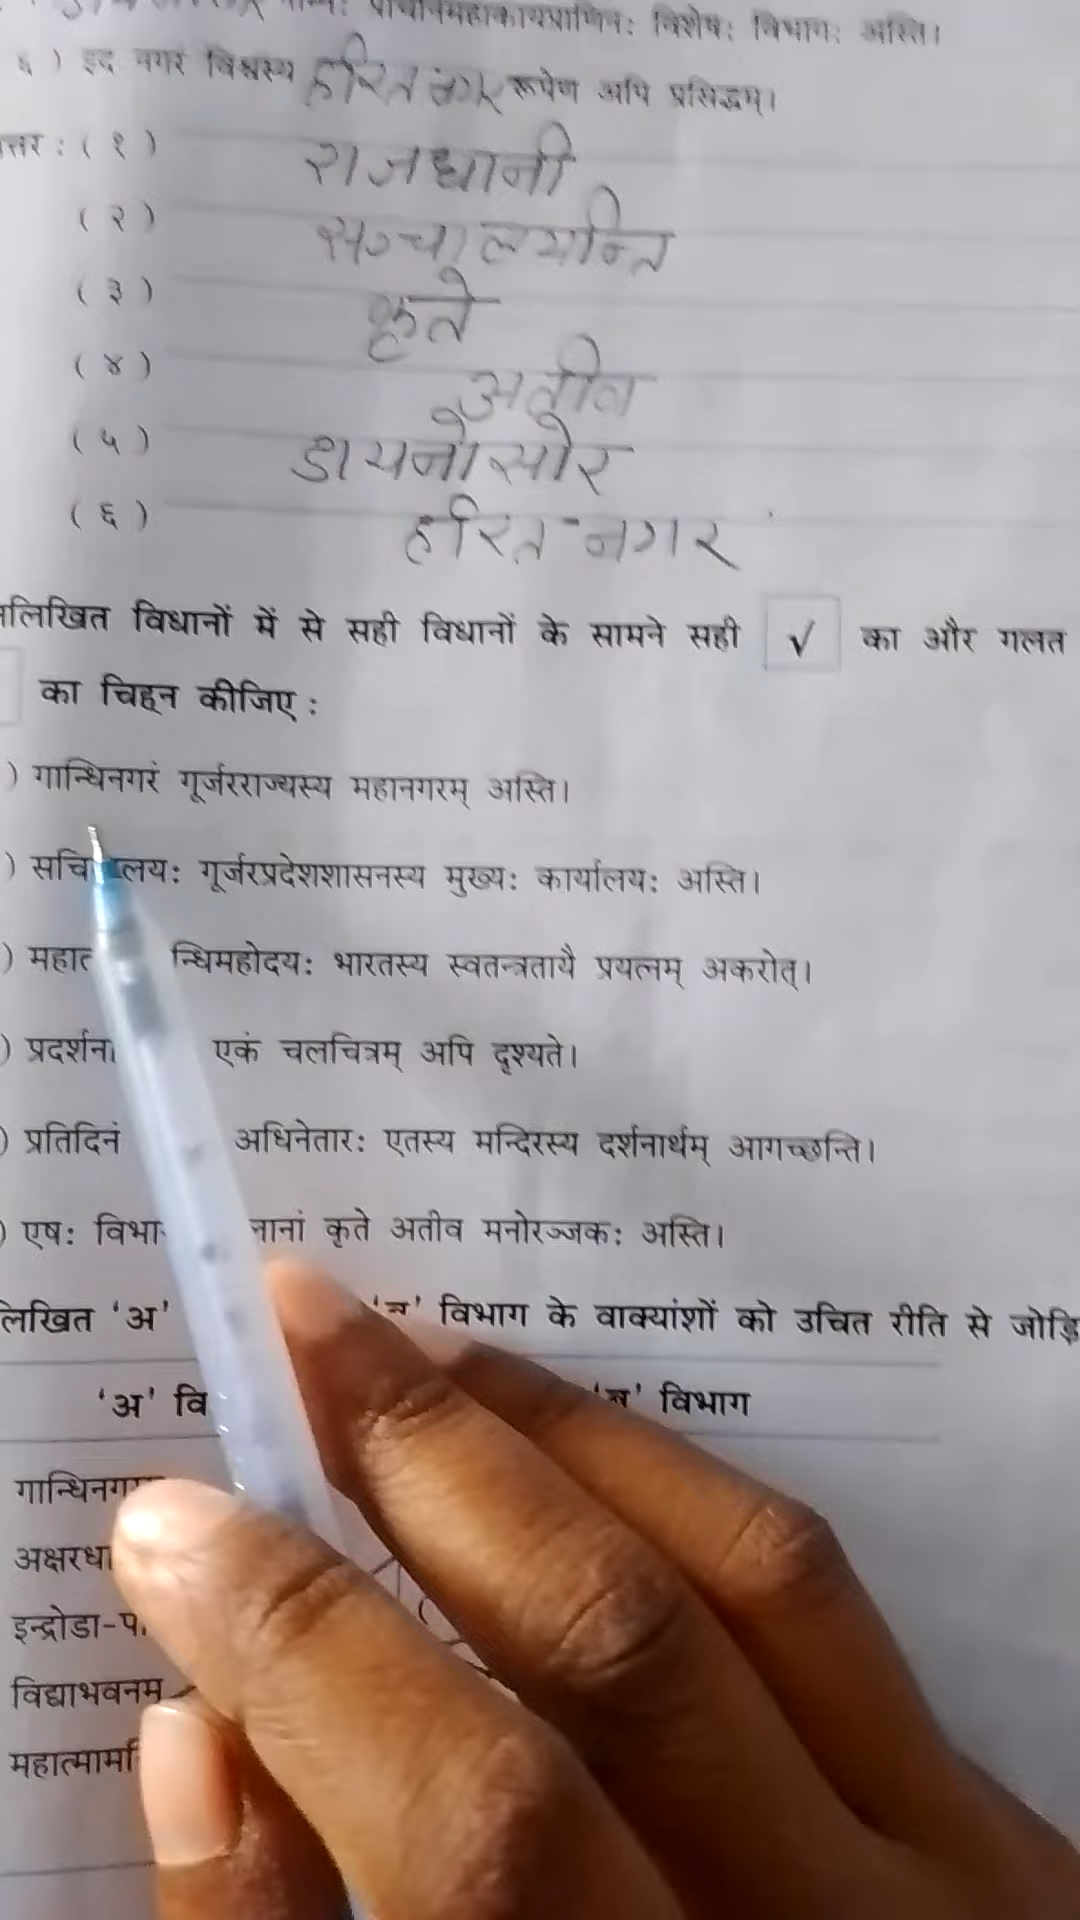 प्राचीनमहाकायप्राणिनः विशेषः विभागः अस्ति।
६ ) इदं नगरं विश्वस्य हरित नगर रूपेण अपि प्रसिद्धम्।
त्तर : ( १ ) राजधानी
( २ ) सञ्चालयन्ति
( ३ ) कृते
( ४ ) अतीव
( ५ ) डायनोसोर
( ६ ) हरित-नगर
लिखित विधानों में से सही विधानों के सामने सही √ का और गलत
का चिह्न कीजिए :
) गान्धिनगरं गूर्जरराज्यस्य महानगरम् अस्ति।
) सचि लयः गूर्जरप्रदेशशासनस्य मुख्यः कार्यालयः अस्ति।
) महात न्धिमहोदयः भारतस्य स्वतन्त्रतायै प्रयत्नम् अकरोत्।
) प्रदर्शन एकं चलचित्रम् अपि दृश्यते।
) प्रतिदिनं अधिनेतारः एतस्य मन्दिरस्य दर्शनार्थम् आगच्छन्ति।
) एषः विभा नानां कृते अतीव मनोरञ्जकः अस्ति।
लिखित ‘अ’ ‘ब’ विभाग के वाक्यांशों को उचित रीति से जोड़ि
‘अ’ वि ‘ब’ विभाग
गान्धिनग
अक्षरधा
इन्द्रोडा-प
विद्याभवनम्
महात्माम